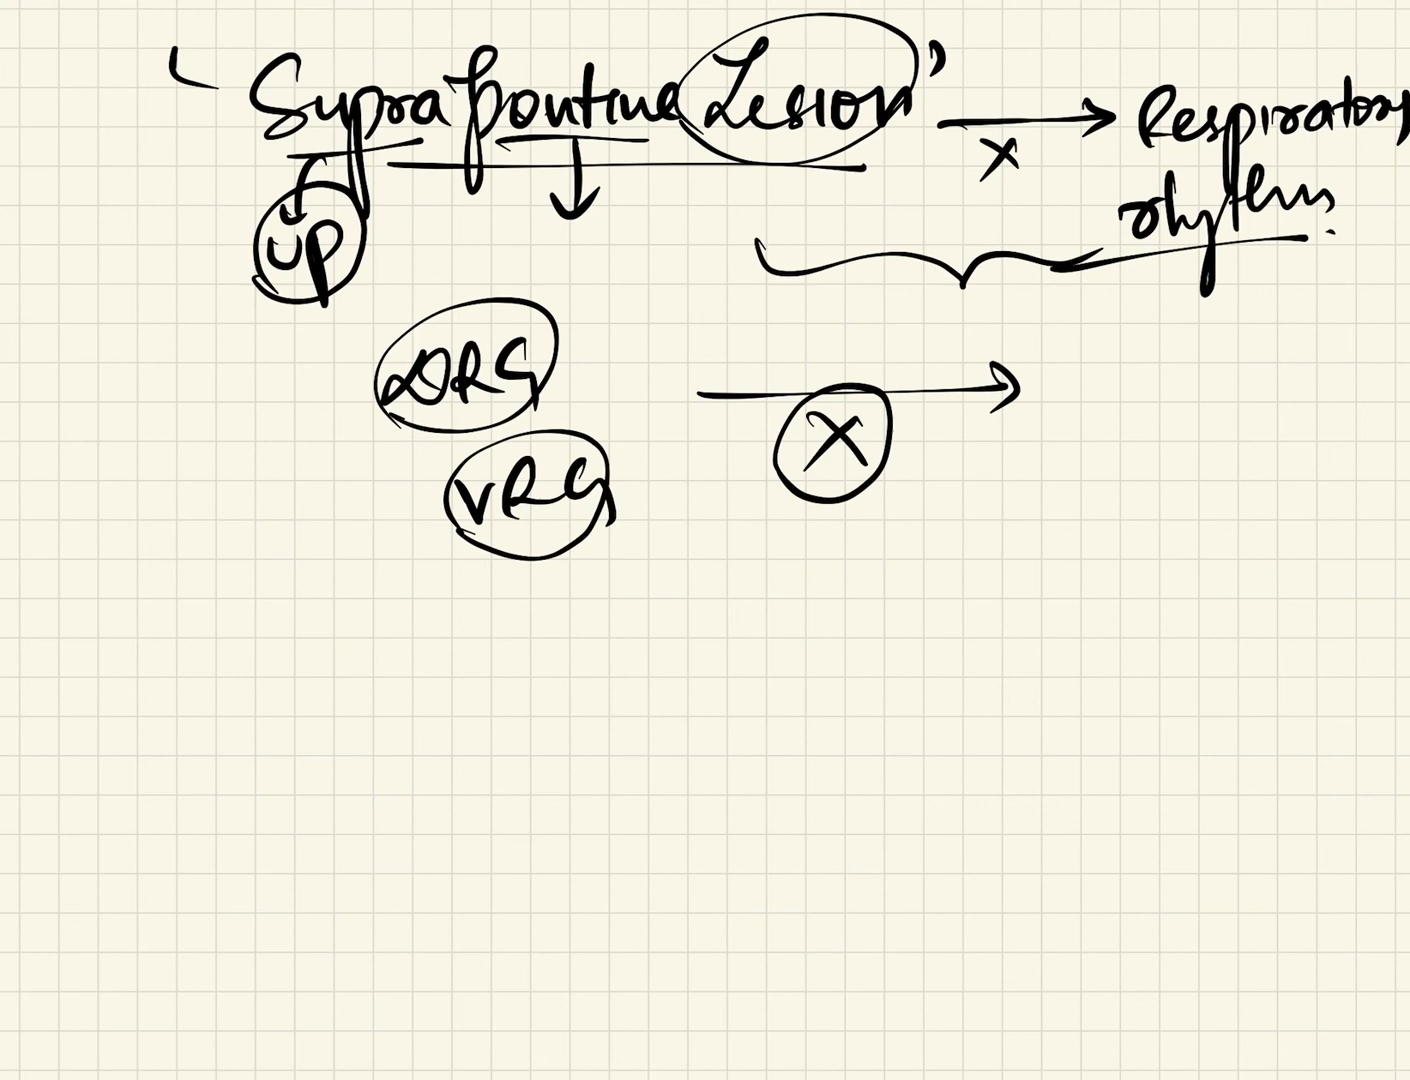 ‘ Suprapontine Lesion ’ → Respiratory
X
rhythm.
up
DRG
→
X
VRG